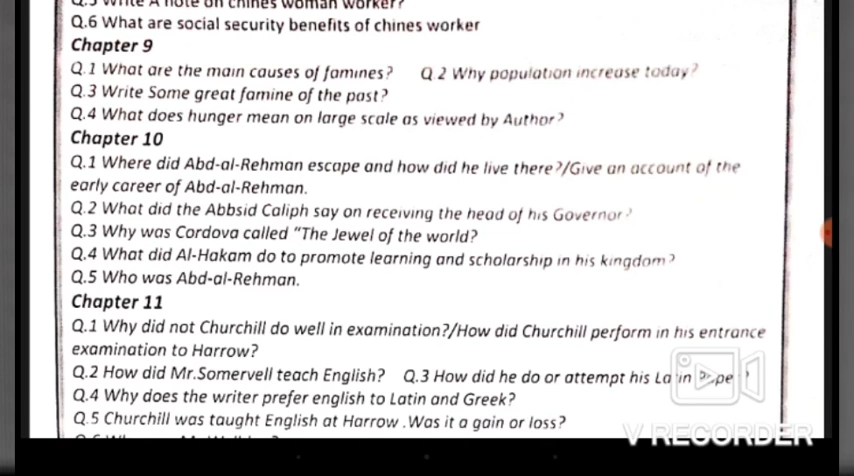 Q.5 Write A note on chines woman worker?
Q.6 What are social security benefits of chines worker
Chapter 9
Q.1 What are the main causes of famines? Q.2 Why population increase today?
Q.3 Write Some great famine of the past?
Q.4 What does hunger mean on large scale as viewed by Author?
Chapter 10
Q.1 Where did Abd-al-Rehman escape and how did he live there?/Give an account of the
early career of Abd-al-Rehman.
Q.2 What did the Abbsid Caliph say on receiving the head of his Governor?
Q.3 Why was Cordova called "The Jewel of the world?
Q.4 What did Al-Hakam do to promote learning and scholarship in his kingdom?
Q.5 Who was Abd-al-Rehman.
Chapter 11
Q.1 Why did not Churchill do well in examination?/How did Churchill perform in his entrance
examination to Harrow?
Q.2 How did Mr.Somervell teach English? Q.3 How did he do or attempt his Latin Paper?
Q.4 Why does the writer prefer english to Latin and Greek?
Q.5 Churchill was taught English at Harrow .Was it a gain or loss?
V RECORDER